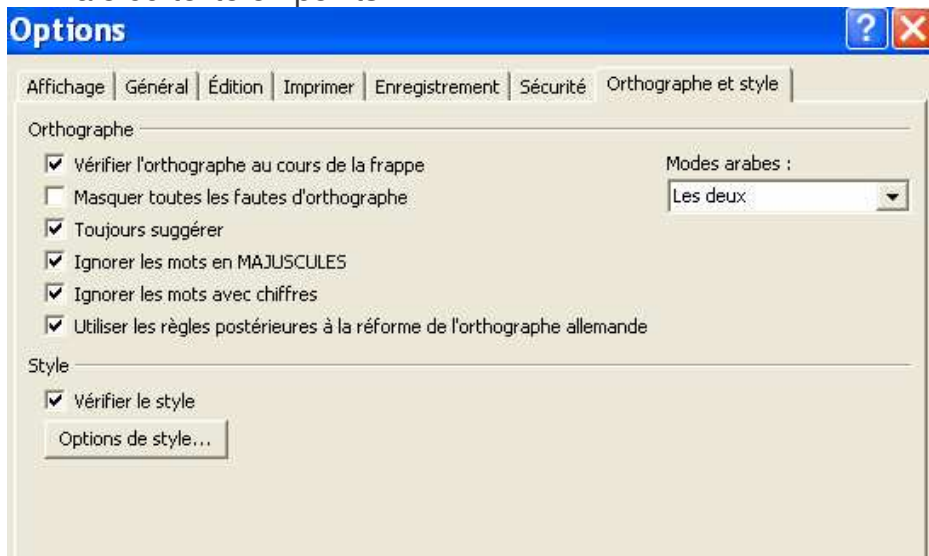 Options
Affichage Général Édition Imprimer Enregistrement Sécurité Orthographe et style
Orthographe
Vérifier l'orthographe au cours de la frappe
Modes arabes :
Masquer toutes les fautes d'orthographe
Les deux
Toujours suggérer
Ignorer les mots en MAJUSCULES
Ignorer les mots avec chiffres
Utiliser les règles postérieures à la réforme de l'orthographe allemande
Style
Vérifier le style
Options de style...